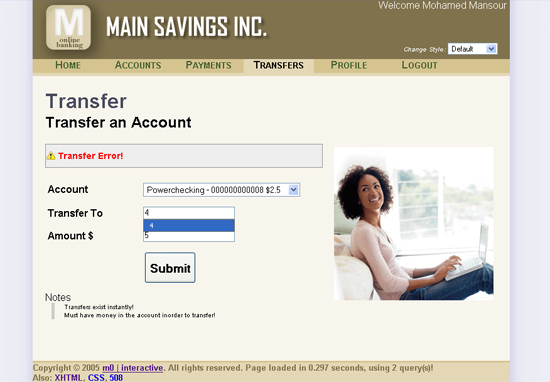 Welcome Mohamed Mansour
M
online
banking
MAIN SAVINGS INC.
Change Style: Default
HOME ACCOUNTS PAYMENTS TRANSFERS PROFILE LOGOUT
Transfer
Transfer an Account
Transfer Error!
Account Powerchecking - 000000000008 $2.5
Transfer To 4
4
Amount $ 5
Submit
Notes
Transfers exist instantly!
Must have money in the account inorder to transfer!
Copyright © 2005 m0 | interactive. All rights reserved. Page loaded in 0.297 seconds, using 2 query(s)!
Also: XHTML, CSS, 508